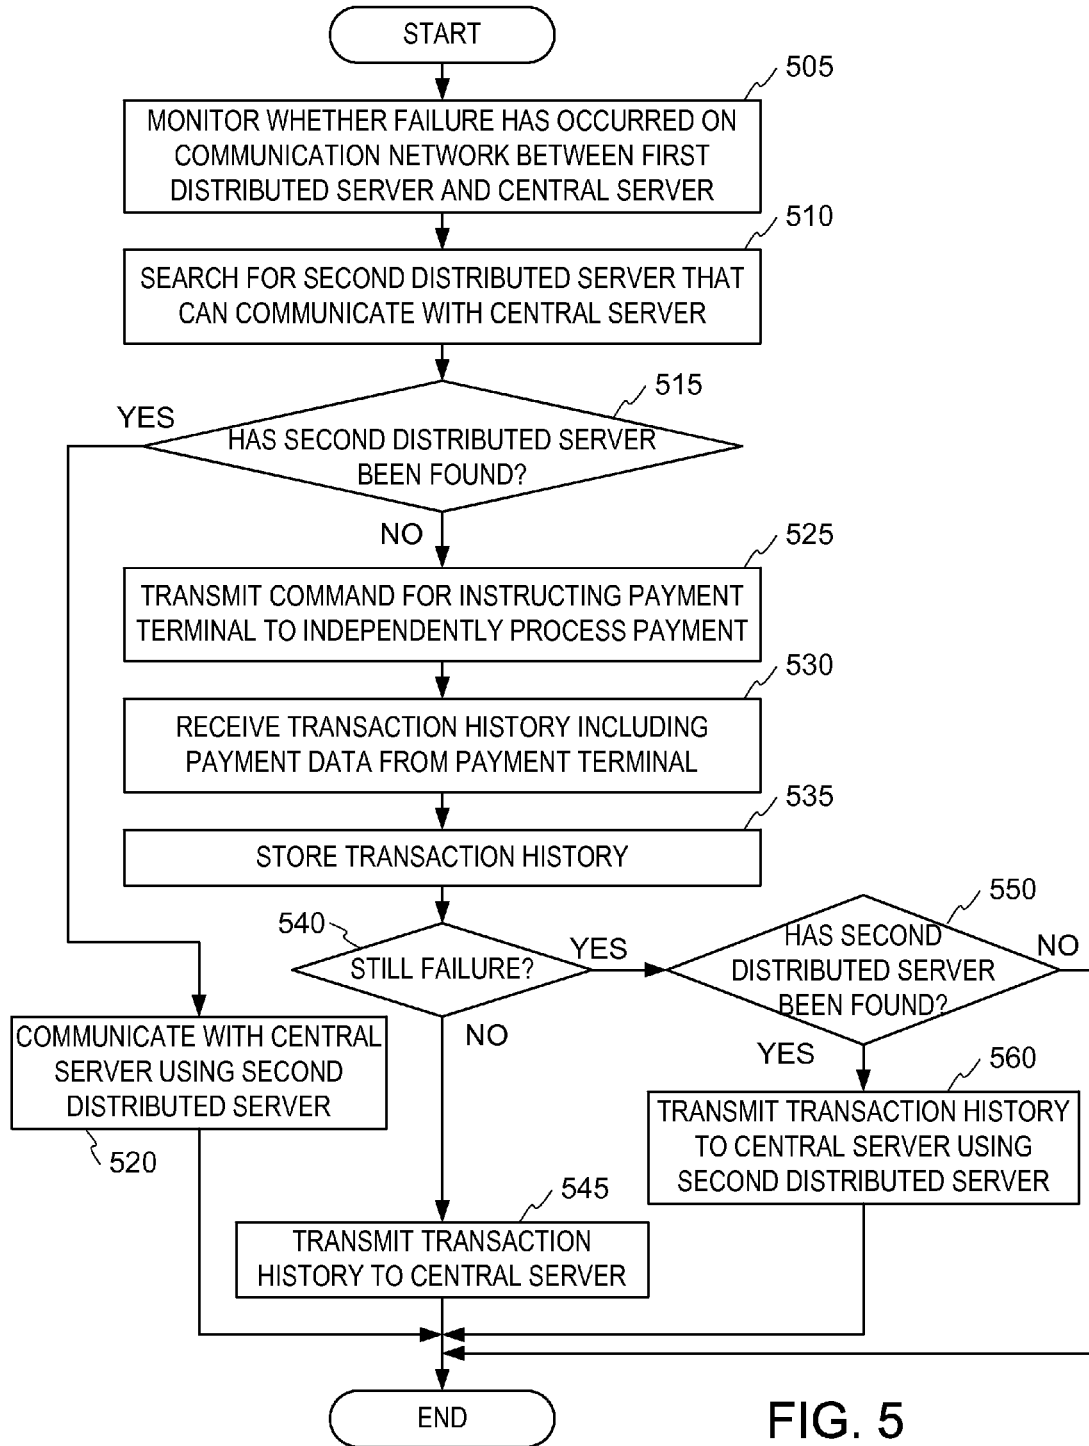 START
505
MONITOR WHETHER FAILURE HAS OCCURRED ON
COMMUNICATION NETWORK BETWEEN FIRST
DISTRIBUTED SERVER AND CENTRAL SERVER
510
SEARCH FOR SECOND DISTRIBUTED SERVER THAT
CAN COMMUNICATE WITH CENTRAL SERVER
515
YES
HAS SECOND DISTRIBUTED SERVER
BEEN FOUND?
NO
525
TRANSMIT COMMAND FOR INSTRUCTING PAYMENT
TERMINAL TO INDEPENDENTLY PROCESS PAYMENT
530
RECEIVE TRANSACTION HISTORY INCLUDING
PAYMENT DATA FROM PAYMENT TERMINAL
535
STORE TRANSACTION HISTORY
540
STILL FAILURE?
YES
NO
550
HAS SECOND
DISTRIBUTED SERVER
BEEN FOUND?
NO
YES
COMMUNICATE WITH CENTRAL
SERVER USING SECOND
DISTRIBUTED SERVER
520
560
TRANSMIT TRANSACTION HISTORY
TO CENTRAL SERVER USING
SECOND DISTRIBUTED SERVER
545
TRANSMIT TRANSACTION
HISTORY TO CENTRAL SERVER
END
FIG. 5